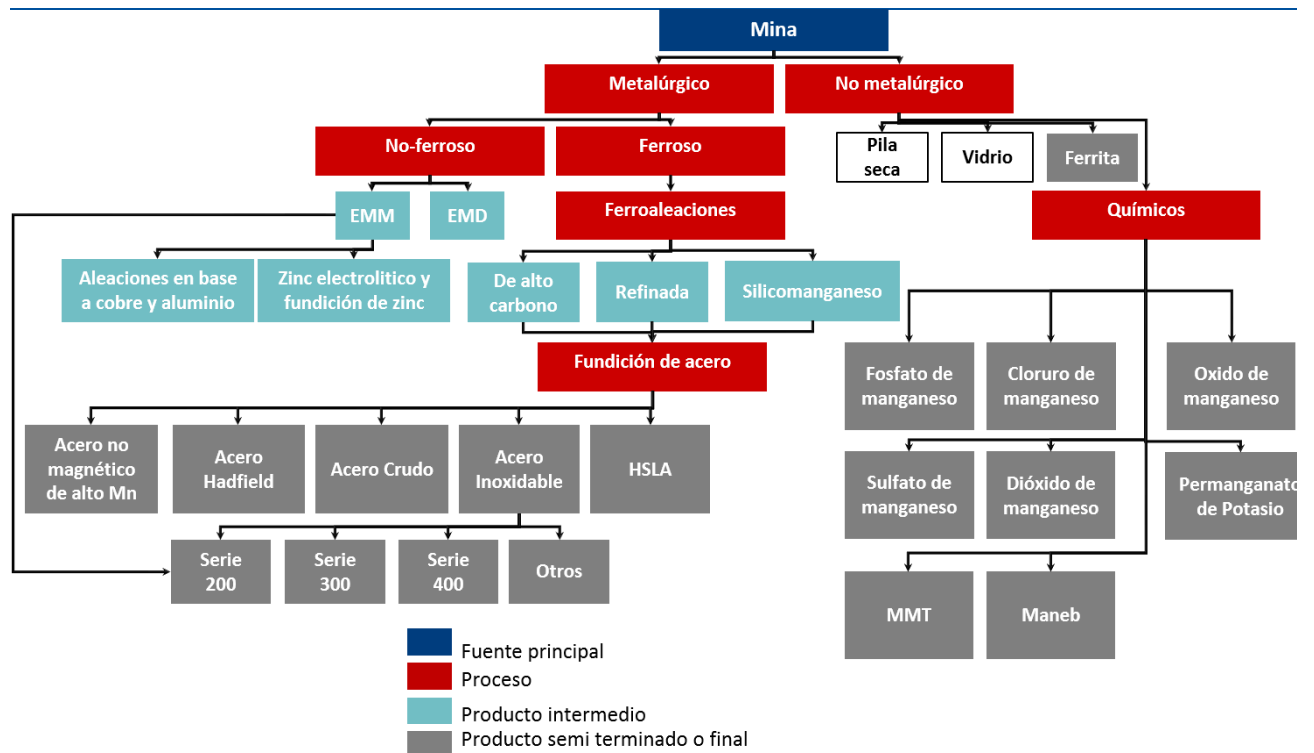 Mina
Metalúrgico
No metalúrgico
No-ferroso
Ferroso
Pila
seca
Vidrio
Ferrita
EMM
EMD
Ferroaleaciones
Químicos
Aleaciones en base
a cobre y aluminio
Zinc electrolitico y
fundición de zinc
De alto
carbono
Refinada
Silicomanganeso
Fundición de acero
Fosfato de
manganeso
Cloruro de
manganeso
Oxido de
manganeso
Acero no
magnético
de alto Mn
Acero
Hadfield
Acero Crudo
Acero
Inoxidable
HSLA
Sulfato de
manganeso
Dióxido de
manganeso
Permanganato
de Potasio
Serie
200
Serie
300
Serie
400
Otros
MMT
Maneb
Fuente principal
Proceso
Producto intermedio
Producto semi terminado o final